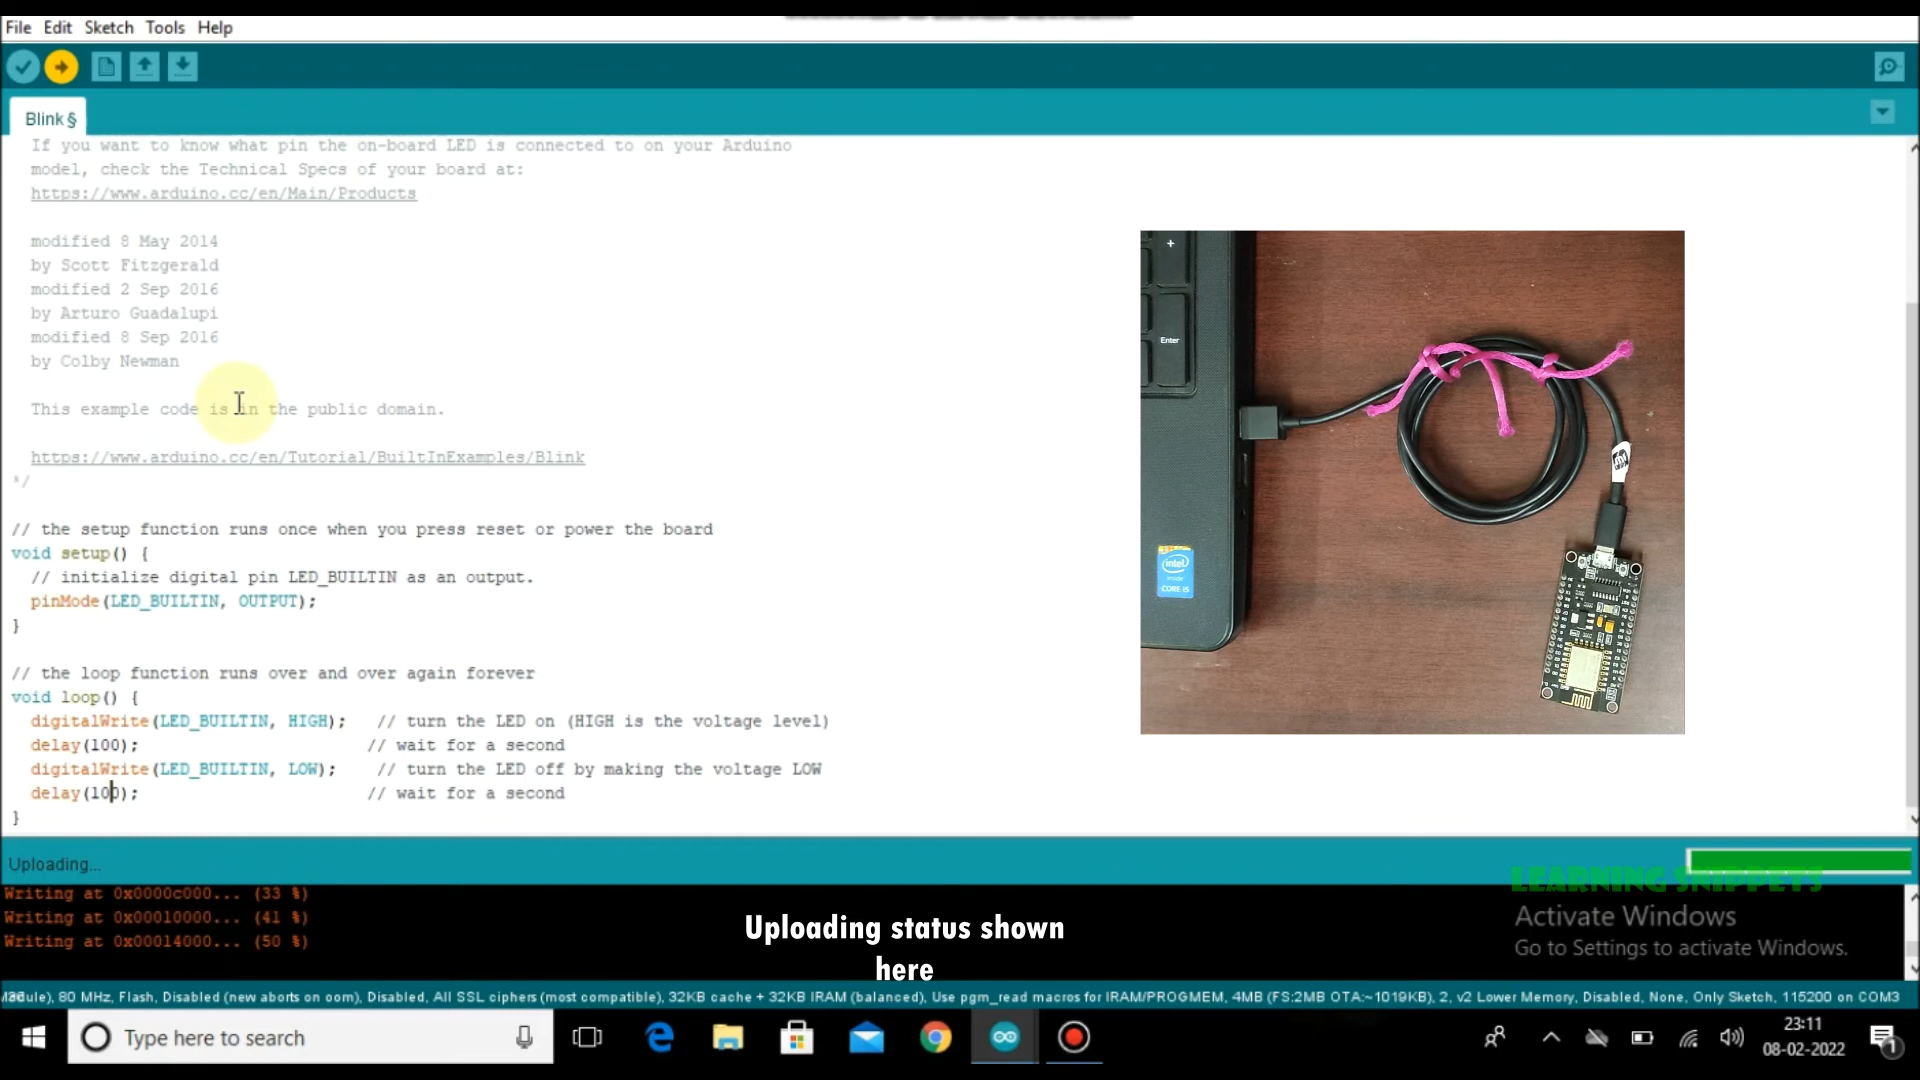 File Edit Sketch Tools Help
Blink §
If you want to know what pin the on-board LED is connected to on your Arduino
model, check the Technical Specs of your board at:
https://www.arduino.cc/en/Main/Products
modified 8 May 2014
by Scott Fitzgerald
modified 2 Sep 2016
by Arturo Guadalupi
modified 8 Sep 2016
by Colby Newman
This example code is in the public domain.
https://www.arduino.cc/en/Tutorial/BuiltInExamples/Blink
*/
// the setup function runs once when you press reset or power the board
void setup() {
// initialize digital pin LED_BUILTIN as an output.
pinMode(LED_BUILTIN, OUTPUT);
}
// the loop function runs over and over again forever
void loop() {
digitalWrite(LED_BUILTIN, HIGH); // turn the LED on (HIGH is the voltage level)
delay(100); // wait for a second
digitalWrite(LED_BUILTIN, LOW); // turn the LED off by making the voltage LOW
delay(100); // wait for a second
}
+
Enter
intel
inside
CORE i5
hp
Uploading...
Writing at 0x0000c000... (33 %)
Writing at 0x00010000... (41 %)
Writing at 0x00014000... (50 %)
Uploading status shown
here
LEARNING SNIPPETS
Activate Windows
Go to Settings to activate Windows.
80 MHz, Flash, Disabled (new aborts on oom), Disabled, All SSL ciphers (most compatible), 32KB cache + 32KB IRAM (balanced), Use pgm_read macros for IRAM/PROGMEM, 4MB (FS:2MB OTA:~1019KB), 2, v2 Lower Memory, Disabled, None, Only Sketch, 115200 on COM3
Type here to search
23:11
08-02-2022
1